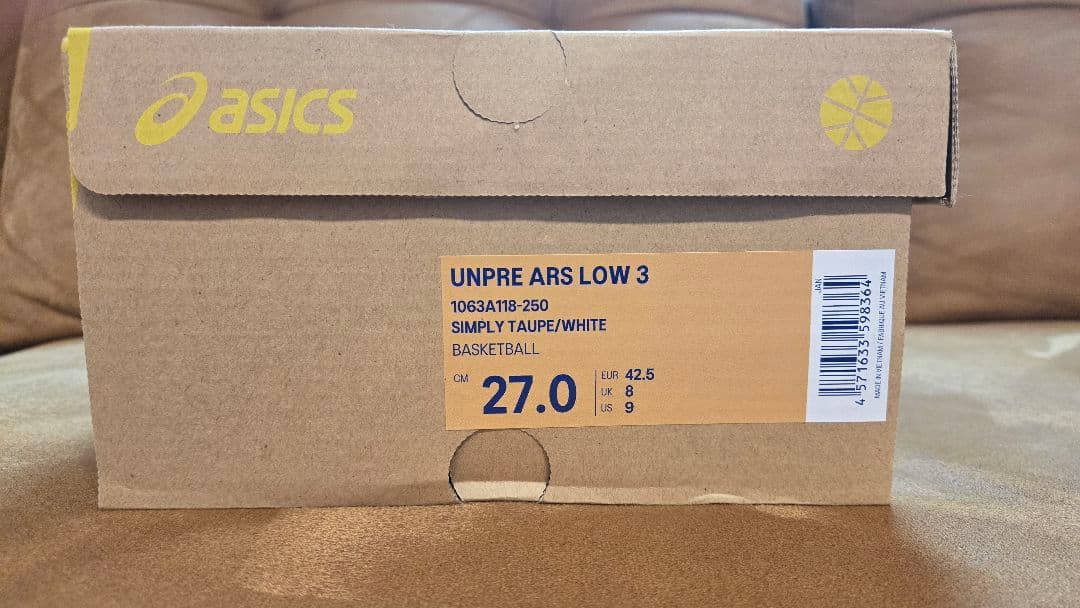 asics
UNPRE ARS LOW 3
1063A118-250
SIMPLY TAUPE/WHITE
BASKETBALL
CM 27.0
EUR 42.5
UK 8
US 9
JAN
4 571633 598364
MADE IN VIETNAM / FABRIQUÉ AU VIETNAM